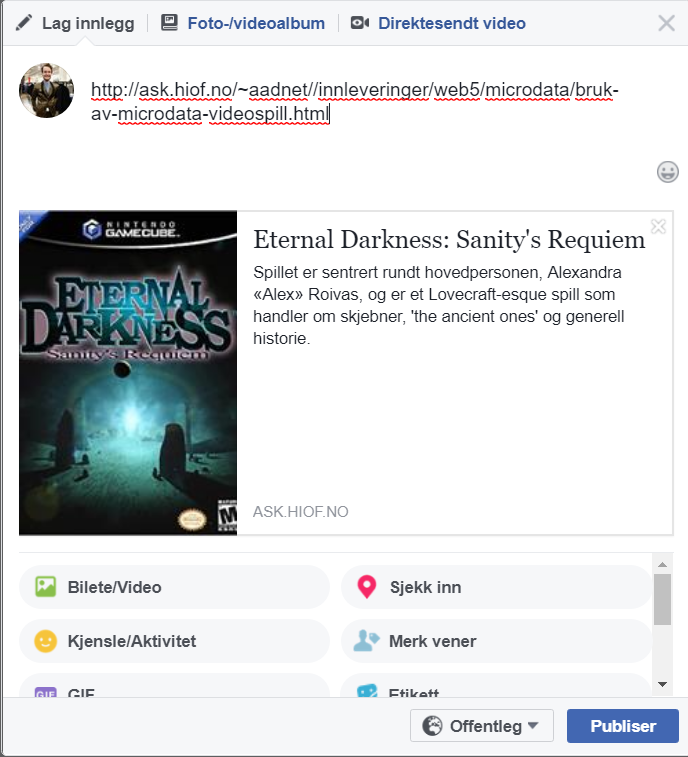 Lag innlegg
Foto-/videoalbum
Direktesendt video
http://ask.hiof.no/~aadnet//innleveringer/web5/microdata/bruk-
av-microdata-videospill.html
NINTENDO
GAMECUBE
ETERNAL
DARKNESS
Sanity's Requiem
M
Eternal Darkness: Sanity's Requiem
Spillet er sentrert rundt hovedpersonen, Alexandra
«Alex» Roivas, og er et Lovecraft-esque spill som
handler om skjebner, 'the ancient ones' og generell
historie.
ASK.HIOF.NO
Bilete/Video
Sjekk inn
Kjensle/Aktivitet
Merk vener
GIF GIF
Etikett
Offentleg
Publiser